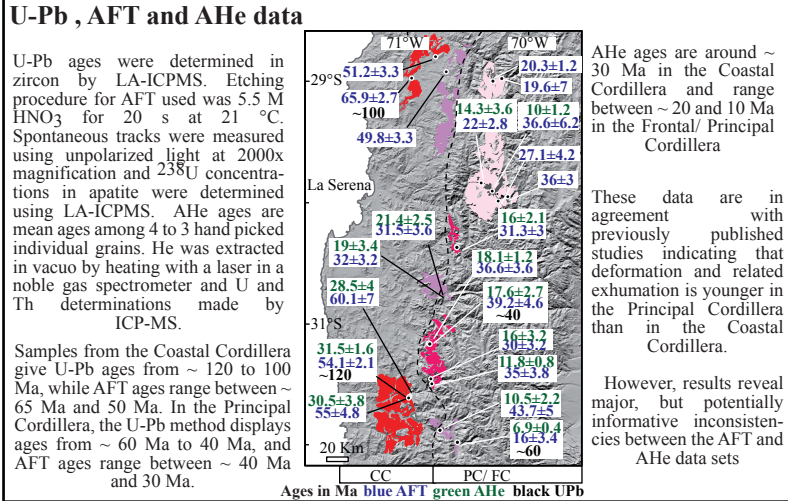 U-Pb , AFT and AHe data
U-Pb ages were determined in
zircon by LA-ICPMS. Etching
procedure for AFT used was 5.5 M
HNO3 for 20 s at 21 °C.
Spontaneous tracks were measured
using unpolarized light at 2000x
magnification and 238U concentra-
tions in apatite were determined
using LA-ICPMS. AHe ages are
mean ages among 4 to 3 hand picked
individual grains. He was extracted
in vacuo by heating with a laser in a
noble gas spectrometer and U and
Th determinations made by
ICP-MS.
Samples from the Coastal Cordillera
give U-Pb ages from ~ 120 to 100
Ma, while AFT ages range between ~
65 Ma and 50 Ma. In the Principal
Cordillera, the U-Pb method displays
ages from ~ 60 Ma to 40 Ma, and
AFT ages range between ~ 40 Ma
and 30 Ma.
71°W
70°W
29°S
51.2±3.3
65.9±2.7
~100
49.8±3.3
20.3±1.2
19.6±7
14.3±3.6
22±2.8
10±1.2
36.6±6.2
27.1±4.2
36±3
La Serena
21.4±2.5
31.5±3.6
16±2.1
31.3±3
19±3.4
32±3.2
18.1±1.2
36.6±3.6
28.5±4
60.1±7
17.6±2.7
39.2±4.6
~40
31°S
16±3.2
30±3.2
31.5±1.6
54.1±2.1
~120
11.8±0.8
35±3.8
30.5±3.8
55±4.8
10.5±2.2
43.7±5
6.9±0.4
16±3.4
~60
20 Km
CC
PC/ FC
Ages in Ma blue AFT green AHe black UPb
AHe ages are around ~
30 Ma in the Coastal
Cordillera and range
between ~ 20 and 10 Ma
in the Frontal/ Principal
Cordillera
These data are in
agreement with
previously published
studies indicating that
deformation and related
exhumation is younger in
the Principal Cordillera
than in the Coastal
Cordillera.
However, results reveal
major, but potentially
informative inconsisten-
cies between the AFT and
AHe data sets